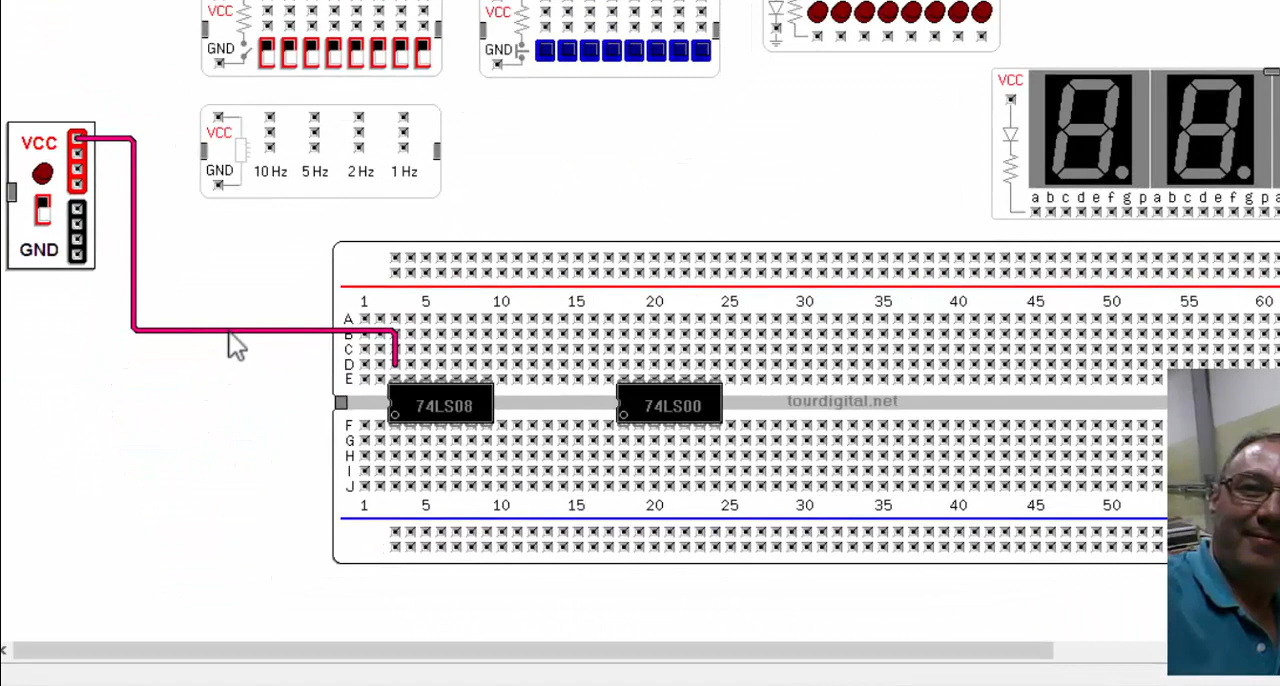 VCC
GND
VCC
GND
VCC
VCC
GND
10 Hz 5 Hz 2 Hz 1 Hz
VCC
GND
a b c d e f g p a b c d e f g p a
1 5 10 15 20 25 30 35 40 45 50 55 60
A
B
C
D
E
74LS08
74LS00
tourdigital.net
F
G
H
I
J
1 5 10 15 20 25 30 35 40 45 50